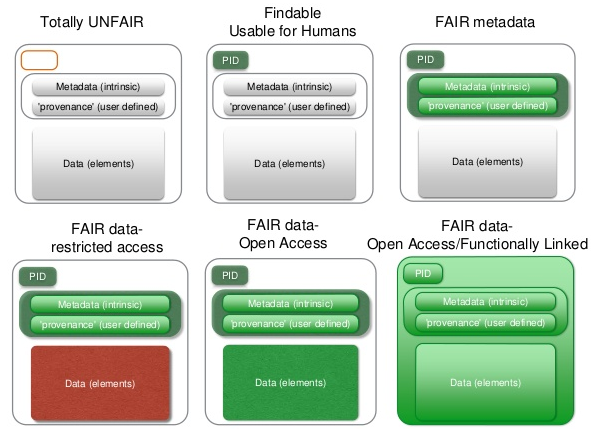 Totally UNFAIR
Metadata (intrinsic)
'provenance' (user defined)
Data (elements)
Findable
Usable for Humans
PID
Metadata (intrinsic)
'provenance' (user defined)
Data (elements)
FAIR metadata
PID
Metadata (intrinsic)
'provenance' (user defined)
Data (elements)
FAIR data-
restricted access
PID
Metadata (intrinsic)
'provenance' (user defined)
Data (elements)
FAIR data-
Open Access
PID
Metadata (intrinsic)
'provenance' (user defined)
Data (elements)
FAIR data-
Open Access/Functionally Linked
PID
Metadata (intrinsic)
'provenance' (user defined)
Data (elements)